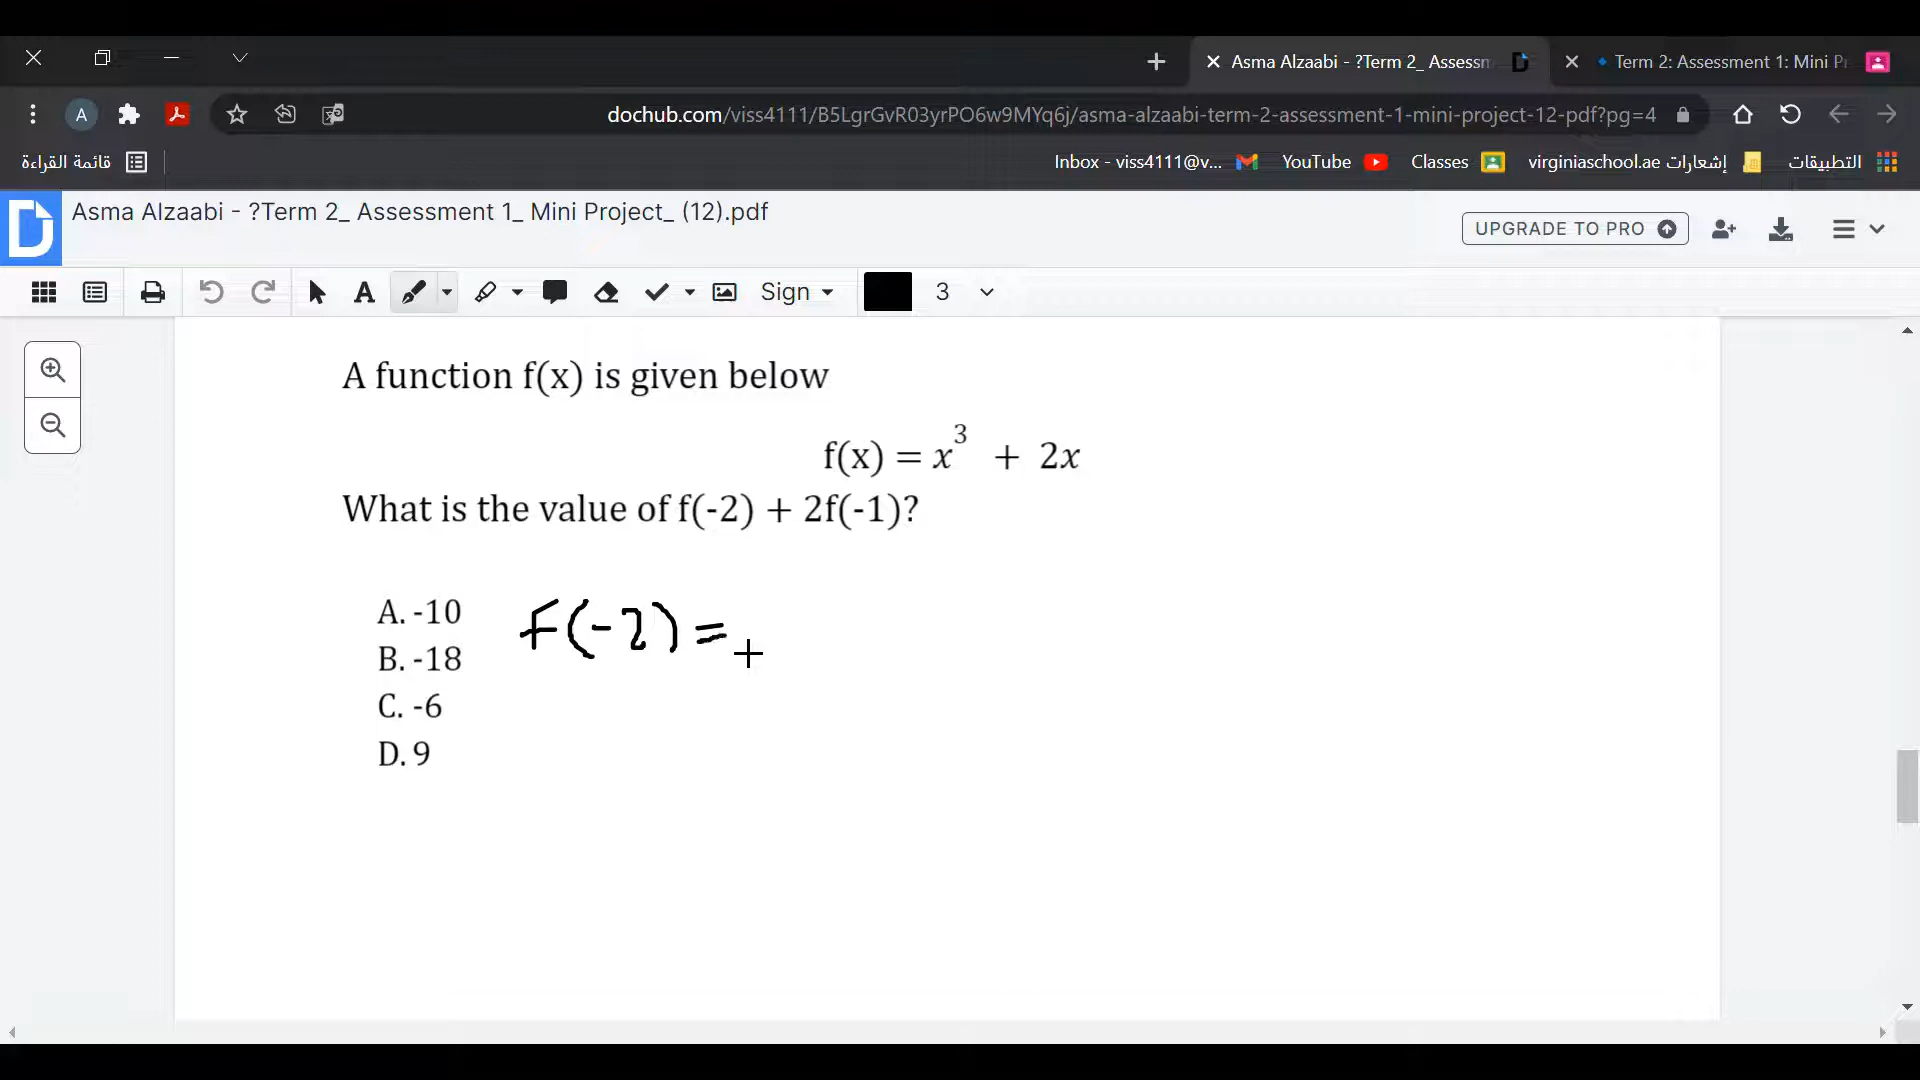 Asma Alzaabi - ?Term 2_ Assessm
Term 2: Assessment 1: Mini Pr
A
dochub.com/viss4111/B5LgrGvR03yrPO6w9MYq6j/asma-alzaabi-term-2-assessment-1-mini-project-12-pdf?pg=4
قائمة القراءة
Inbox - viss4111@v... YouTube Classes إشعارات virginiaschool.ae التطبيقات
Asma Alzaabi - ?Term 2_ Assessment 1_ Mini Project_ (12).pdf
UPGRADE TO PRO
A Sign 3
A function f(x) is given below
f(x) = x³ + 2x
What is the value of f(-2) + 2f(-1)?
A. -10
f(-2) =
B. -18
C. -6
D. 9